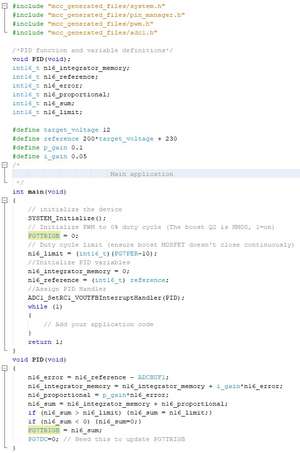 #include "mcc_generated_files/system.h"
#include "mcc_generated_files/pin_manager.h"
#include "mcc_generated_files/pwm.h"
#include "mcc_generated_files/adc1.h"
/*PID function and variable definitions*/
void PID(void);
int16_t n16_integrator_memory;
int16_t n16_reference;
int16_t n16_error;
int16_t n16_proportional;
int16_t n16_sum;
int16_t n16_limit;
#define target_voltage 12
#define reference 200*target_voltage + 230
#define p_gain 0.1
#define i_gain 0.05
/*
Main application
*/
int main(void)
{
// initialize the device
SYSTEM_Initialize();
// Initialize PWM to 0% duty cycle (The boost Q2 is NMOS, 1=on)
PG7TRIGB = 0;
// Duty cycle limit (ensure boost MOSFET doesn't close continuously)
n16_limit = (int16_t)(PG7PER-10);
//Initialize PID variables
n16_integrator_memory = 0;
n16_reference = (int16_t) reference;
//Assign PID Handler
ADC1_SetRC1_VOUTFBInterruptHandler(PID);
while (1)
{
// Add your application code
}
return 1;
}
void PID(void)
{
n16_error = n16_reference - ADCBUF1;
n16_integrator_memory = n16_integrator_memory + i_gain*n16_error;
n16_proportional = p_gain*n16_error;
n16_sum = n16_integrator_memory + n16_proportional;
if (n16_sum > n16_limit) {n16_sum = n16_limit;}
if (n16_sum < 0) {n16_sum=0;}
PG7TRIGB = n16_sum;
PG7DC=0; // Need this to update PG7TRIGB
}